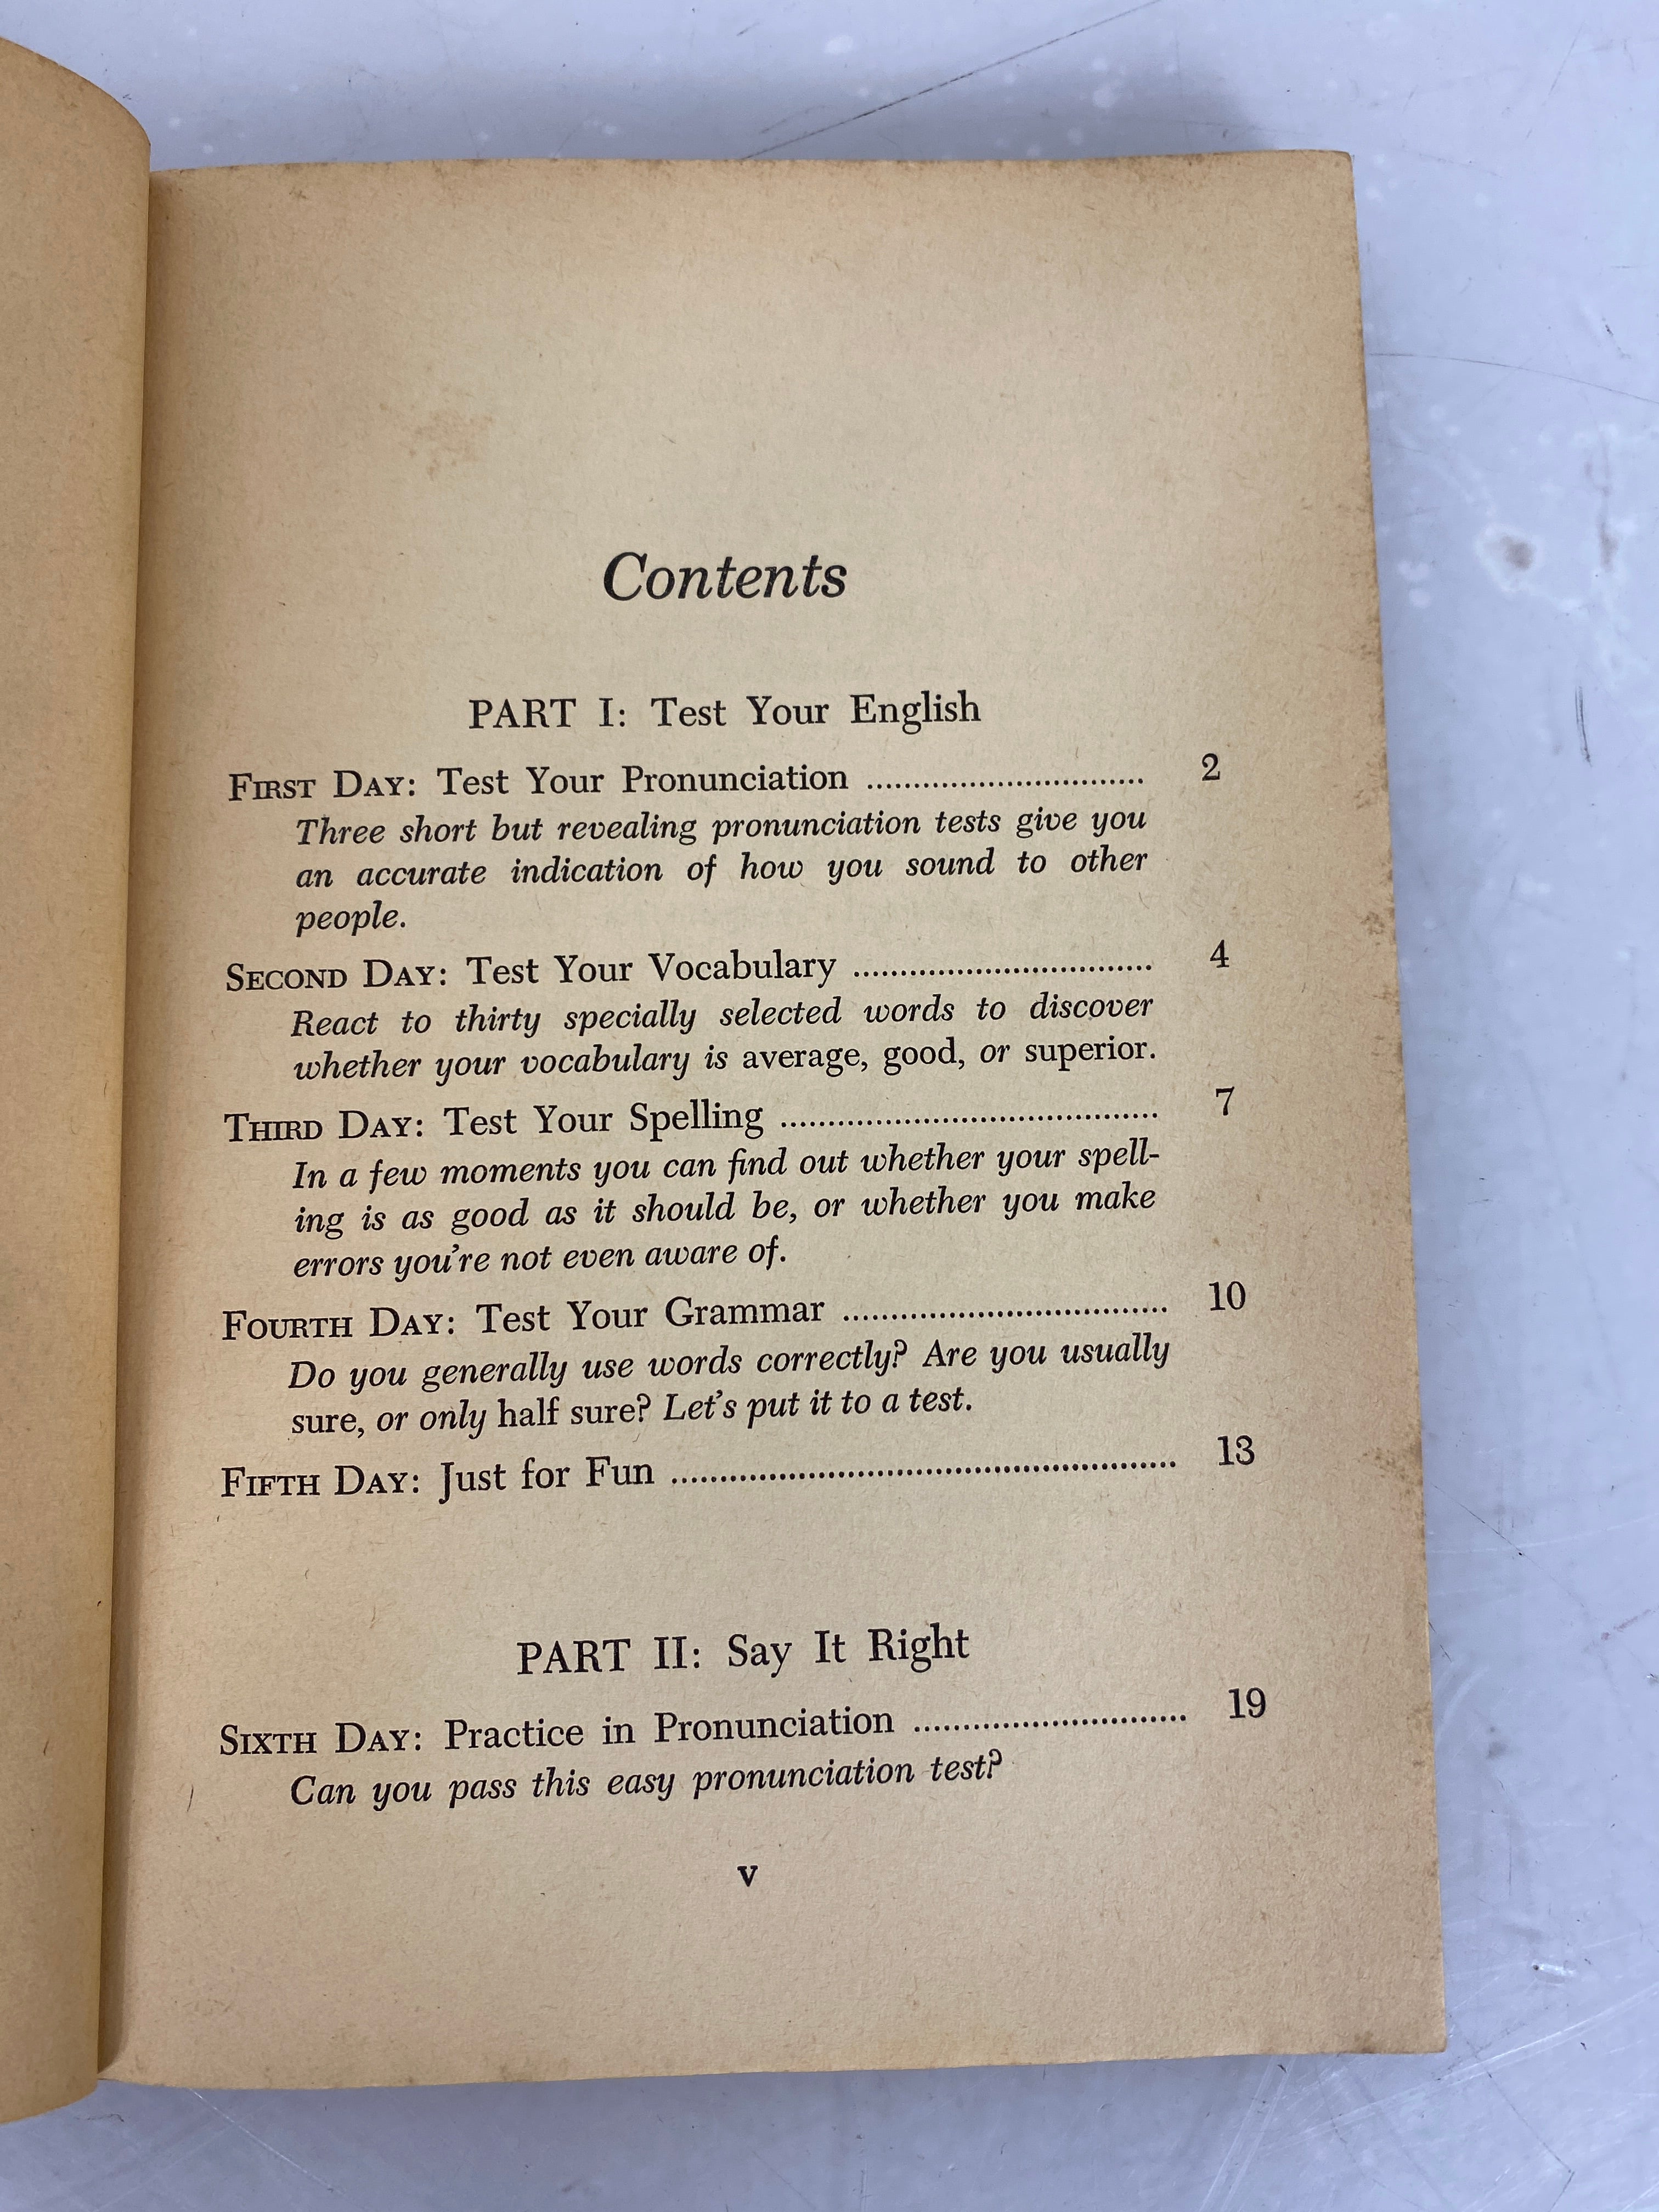 Contents
PART I: Test Your English
FIRST DAY: Test Your Pronunciation .............................. 2
Three short but revealing pronunciation tests give you
an accurate indication of how you sound to other
people.
SECOND DAY: Test Your Vocabulary ................................ 4
React to thirty specially selected words to discover
whether your vocabulary is average, good, or superior.
THIRD DAY: Test Your Spelling ........................................ 7
In a few moments you can find out whether your spell-
ing is as good as it should be, or whether you make
errors you're not even aware of.
FOURTH DAY: Test Your Grammar .................................. 10
Do you generally use words correctly? Are you usually
sure, or only half sure? Let's put it to a test.
FIFTH DAY: Just for Fun ..................................................... 13
PART II: Say It Right
SIXTH DAY: Practice in Pronunciation ............................ 19
Can you pass this easy pronunciation test?
v